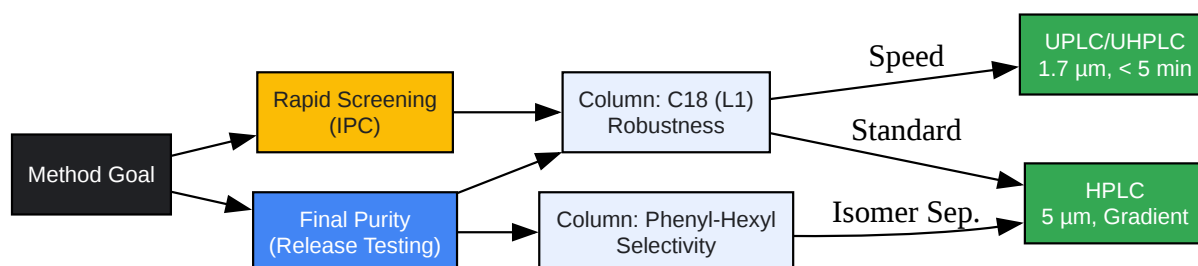 Method Goal
Rapid Screening
(IPC)
Final Purity
(Release Testing)
Column: C18 (L1)
Robustness
Column: Phenyl-Hexyl
Selectivity
Speed
Standard
Isomer Sep.
UPLC/UHPLC
1.7 µm, < 5 min
HPLC
5 µm, Gradient